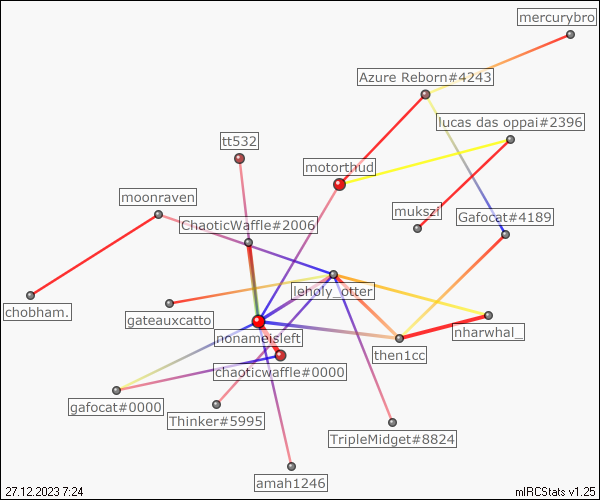 mercurybro
Azure Reborn#4243
lucas das oppai#2396
tt532
motorthud
moonraven
mukszi
Gafocat#4189
ChaoticWaffle#2006
leholy_otter
chobham.
gateauxcatto
nharwhal_
nonameisleft
then1cc
chaoticwaffle#0000
gafocat#0000
Thinker#5995
TripleMidget#8824
amah1246
27.12.2023 7:24
mIRCStats v1.25